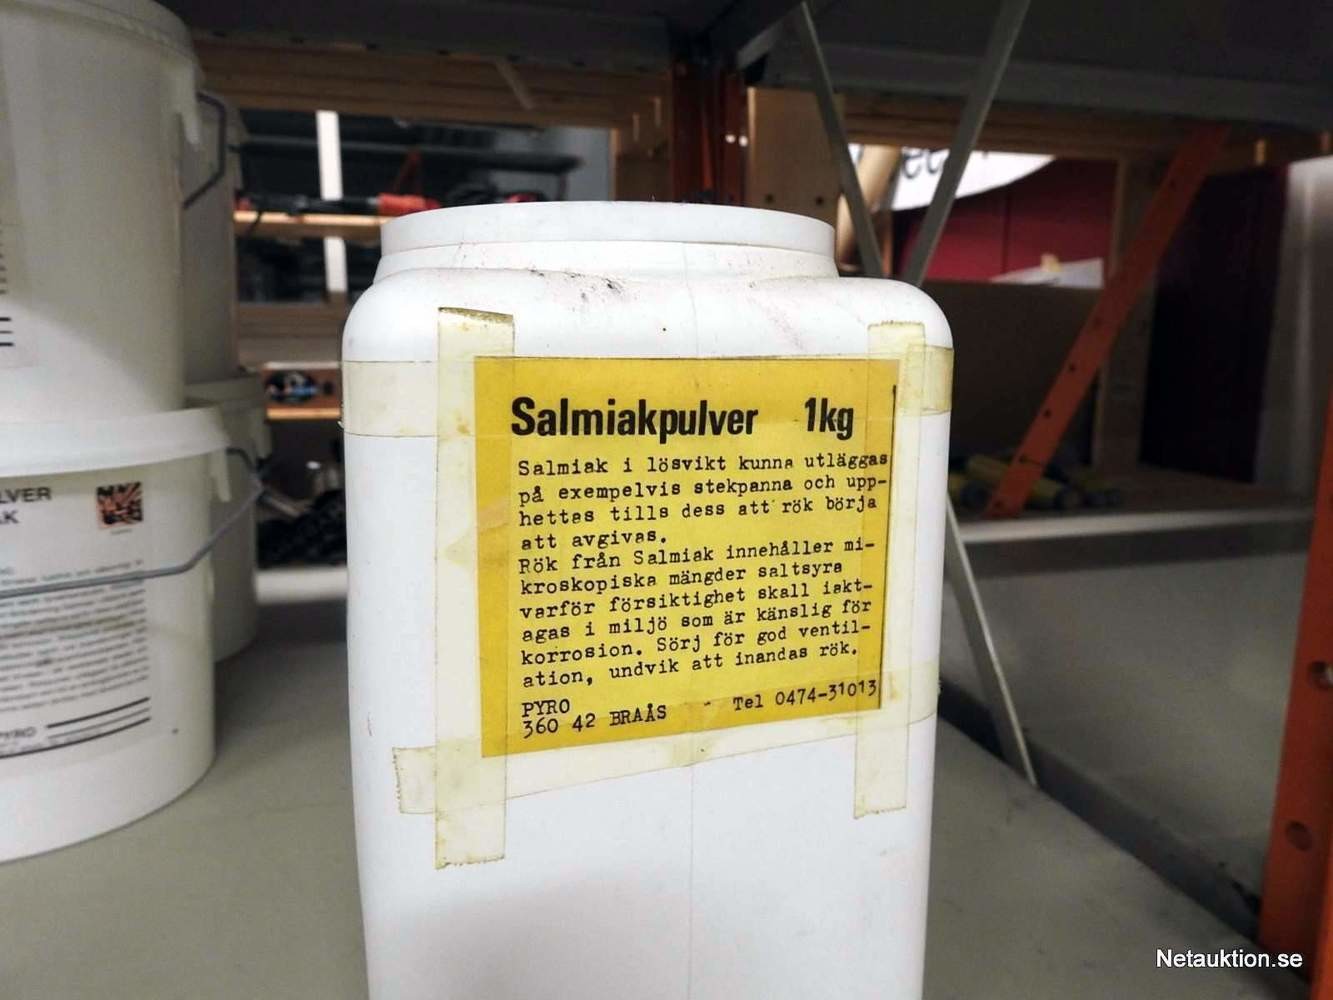 Salmiakpulver 1kg
Salmiak i lösvikt kunna utläggas
på exempelvis stekpanna och upp-
hettas tills dess att rök börja
att avgivas.
Rök från Salmiak innehåller mi-
kroskopiska mängder saltsyra
varför försiktighet skall iakt-
agas i miljö som är känslig för
korrosion. Sörj för god ventil-
ation, undvik att inandas rök.
PYRO
360 42 BRAÅS - Tel 0474-31013
LVER
AK
PYRO
Netauktion.se